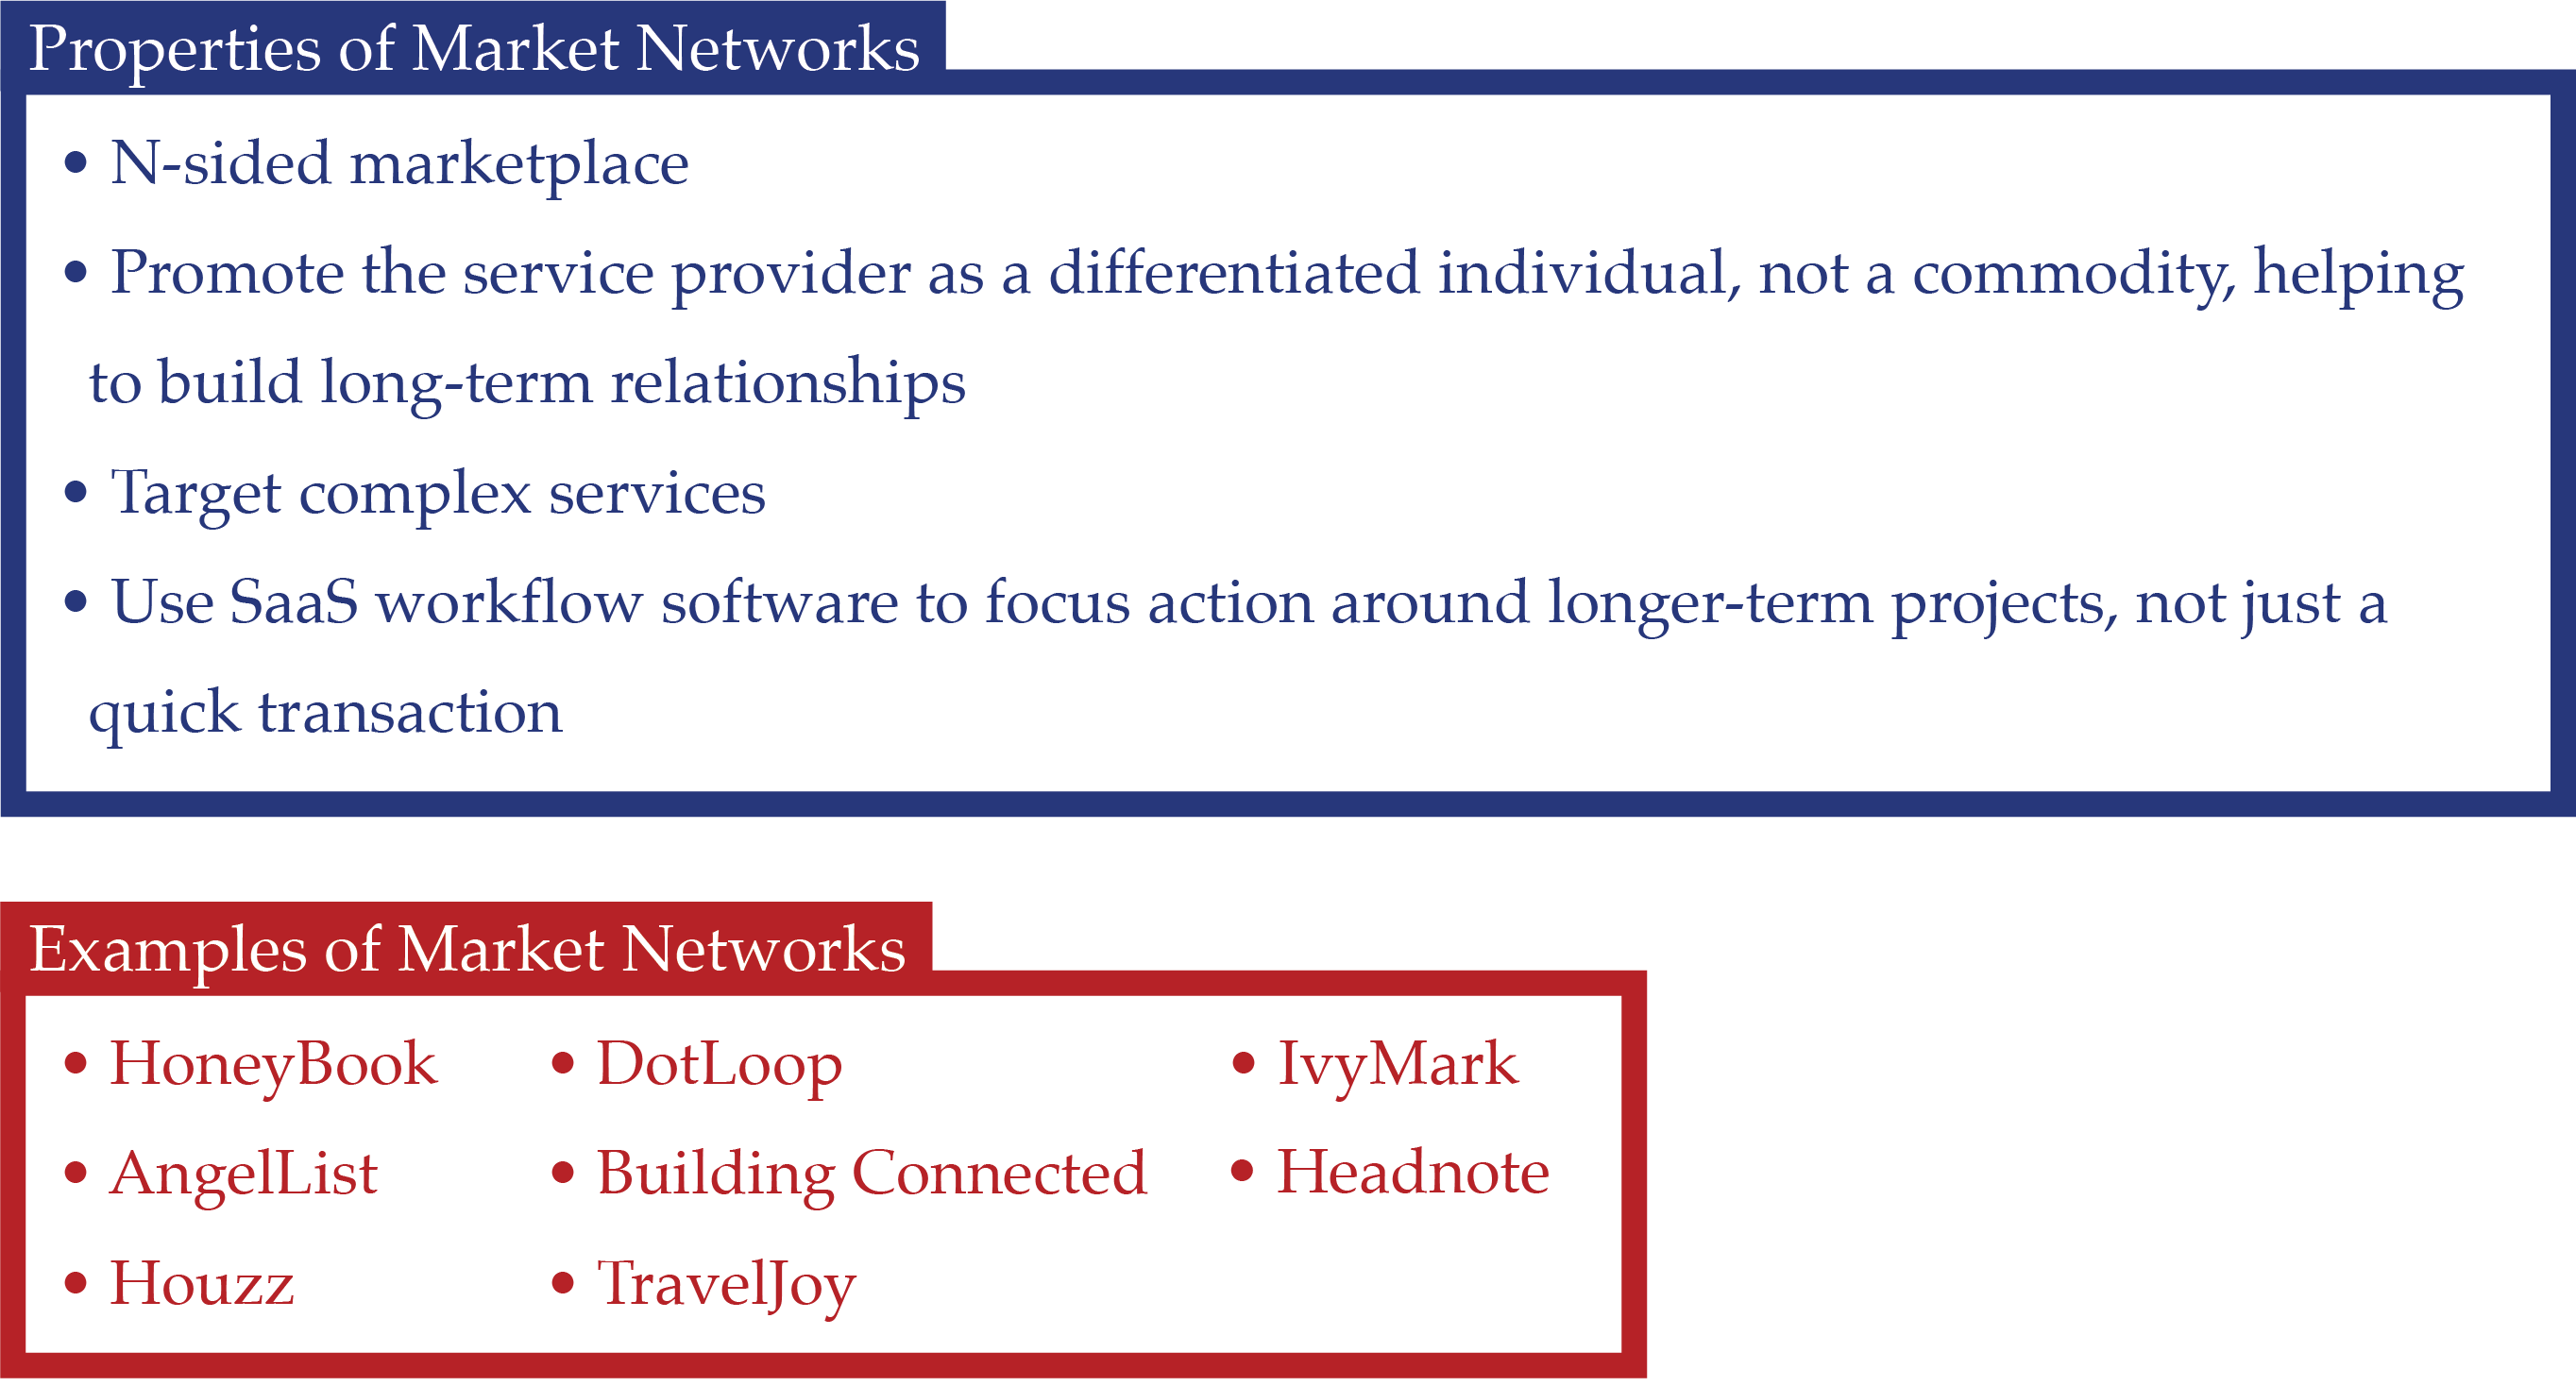 Properties of Market Networks
• N-sided marketplace
• Promote the service provider as a differentiated individual, not a commodity, helping
to build long-term relationships
• Target complex services
• Use SaaS workflow software to focus action around longer-term projects, not just a
quick transaction
Examples of Market Networks
• HoneyBook
• AngelList
• Houzz
• DotLoop
• Building Connected
• TravelJoy
• IvyMark
• Headnote